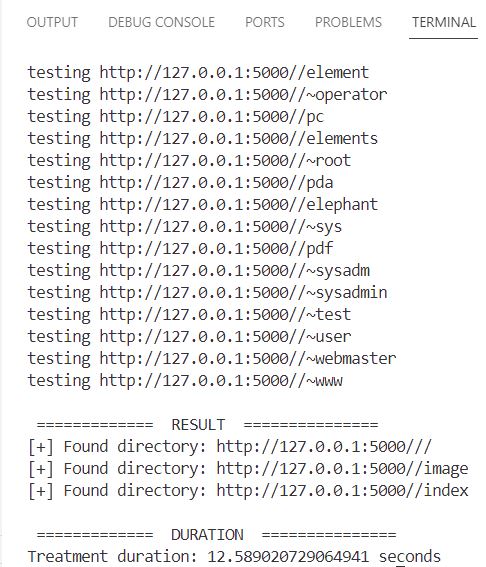 OUTPUT DEBUG CONSOLE PORTS PROBLEMS TERMINAL
testing http://127.0.0.1:5000//element
testing http://127.0.0.1:5000//~operator
testing http://127.0.0.1:5000//pc
testing http://127.0.0.1:5000//elements
testing http://127.0.0.1:5000//~root
testing http://127.0.0.1:5000//pda
testing http://127.0.0.1:5000//elephant
testing http://127.0.0.1:5000//~sys
testing http://127.0.0.1:5000//pdf
testing http://127.0.0.1:5000//~sysadm
testing http://127.0.0.1:5000//~sysadmin
testing http://127.0.0.1:5000//~test
testing http://127.0.0.1:5000//~user
testing http://127.0.0.1:5000//~webmaster
testing http://127.0.0.1:5000//~www
============= RESULT ===============
[+] Found directory: http://127.0.0.1:5000///
[+] Found directory: http://127.0.0.1:5000//image
[+] Found directory: http://127.0.0.1:5000//index
============= DURATION ===============
Treatment duration: 12.589020729064941 seconds